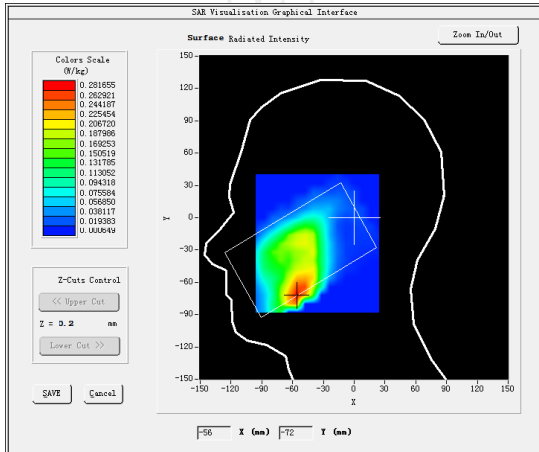 SAR Visualisation Graphical Interface
Surface Radiated Intensity
Zoom In/Out
Colors Scale
(W/kg)
0.281655
0.262921
0.244187
0.225454
0.206720
0.187986
0.169253
0.150519
0.131785
0.113052
0.094318
0.075584
0.056850
0.038117
0.019383
0.000649
Z-Cuts Control
<< Upper Cut
Z = 0.2 mm
Lower Cut >>
SAVE Cancel
150
120
90
60
30
0
-30
-60
-90
-120
-150
Y
-150 -120 -90 -60 -30 0 30 60 90 120 150
X
-56 X (mm) -72 Y (mm)